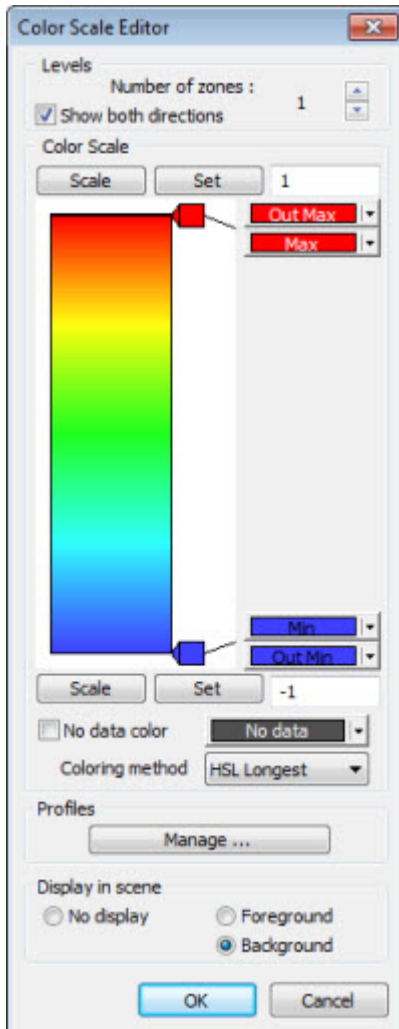 Color Scale Editor
Levels
Number of zones :
1
Show both directions
Color Scale
Scale Set 1
Out Max
Max
Min
Out Min
Scale Set -1
No data color No data
Coloring method HSL Longest
Profiles
Manage ...
Display in scene
No display Foreground
Background
OK Cancel